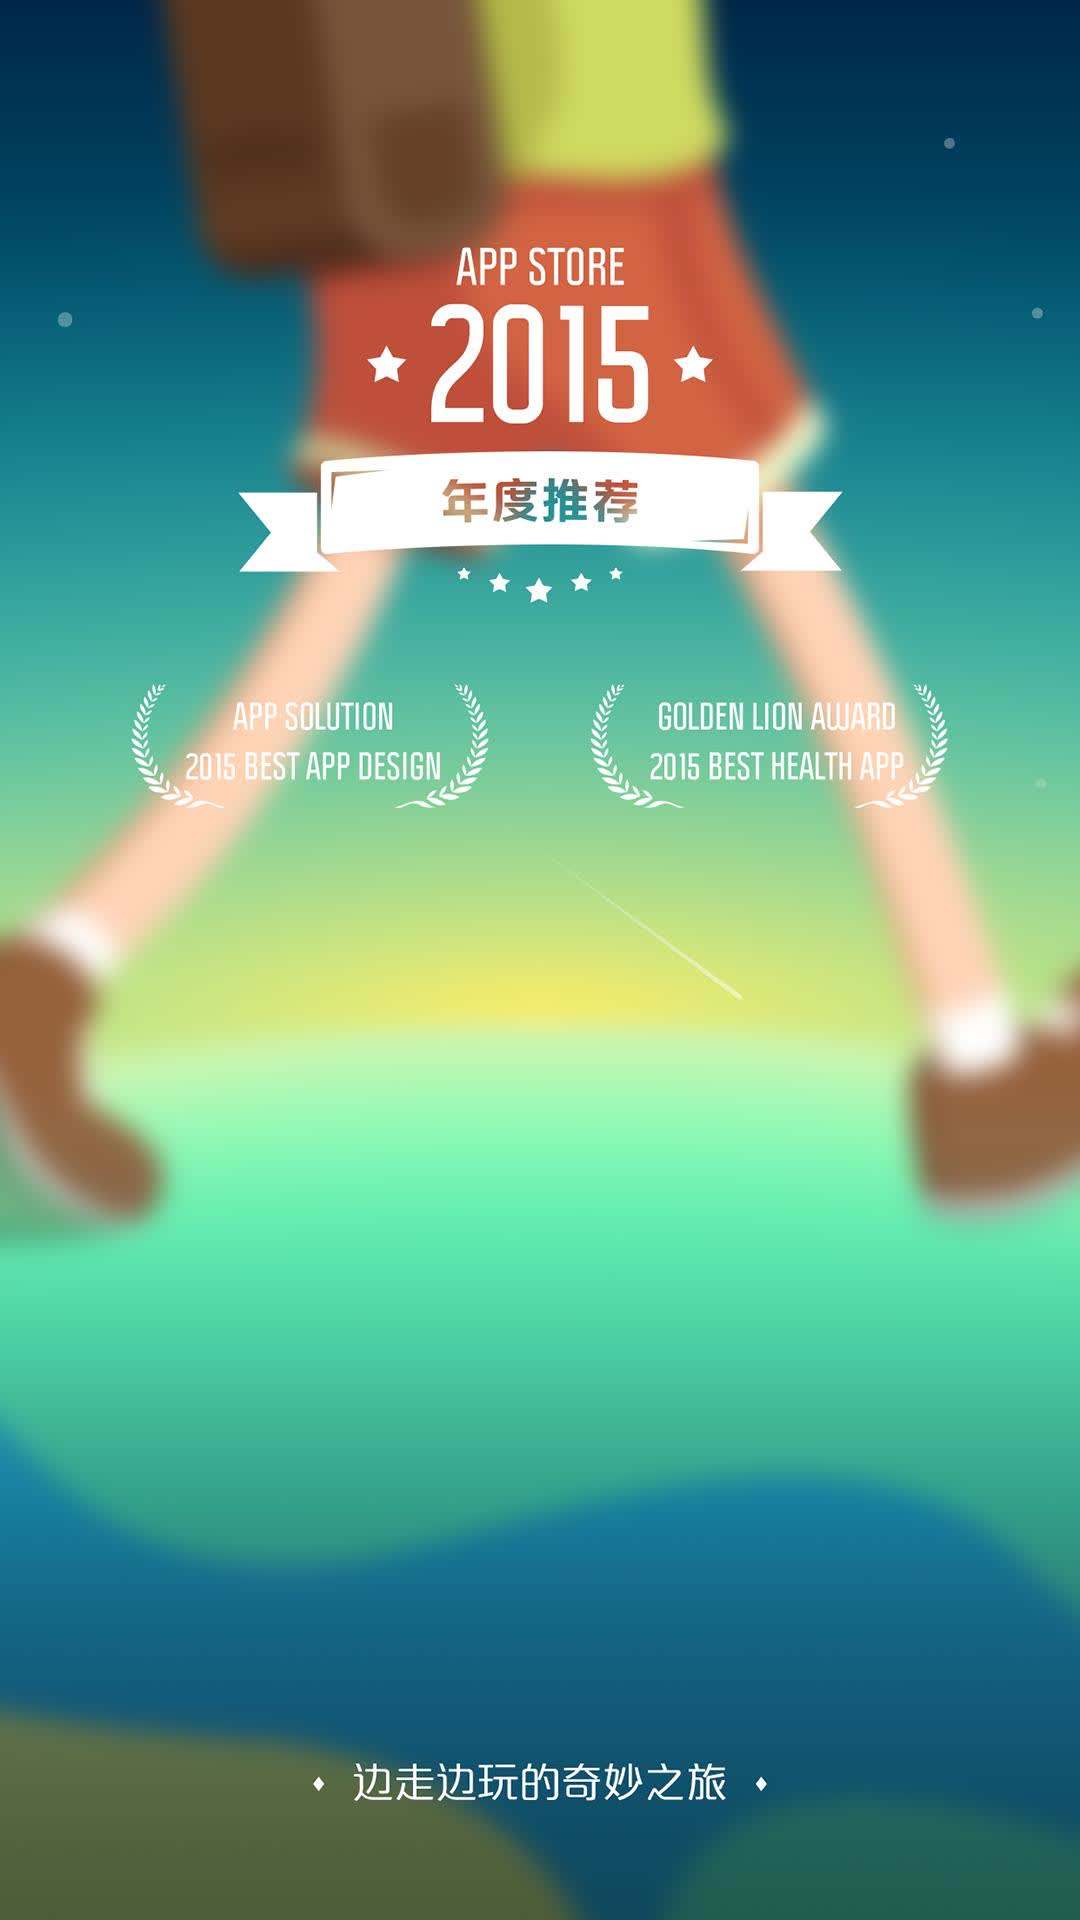 APP STORE
2015
年度推荐
APP SOLUTION
2015 BEST APP DESIGN
GOLDEN LION AWARD
2015 BEST HEALTH APP
边走边玩的奇妙之旅